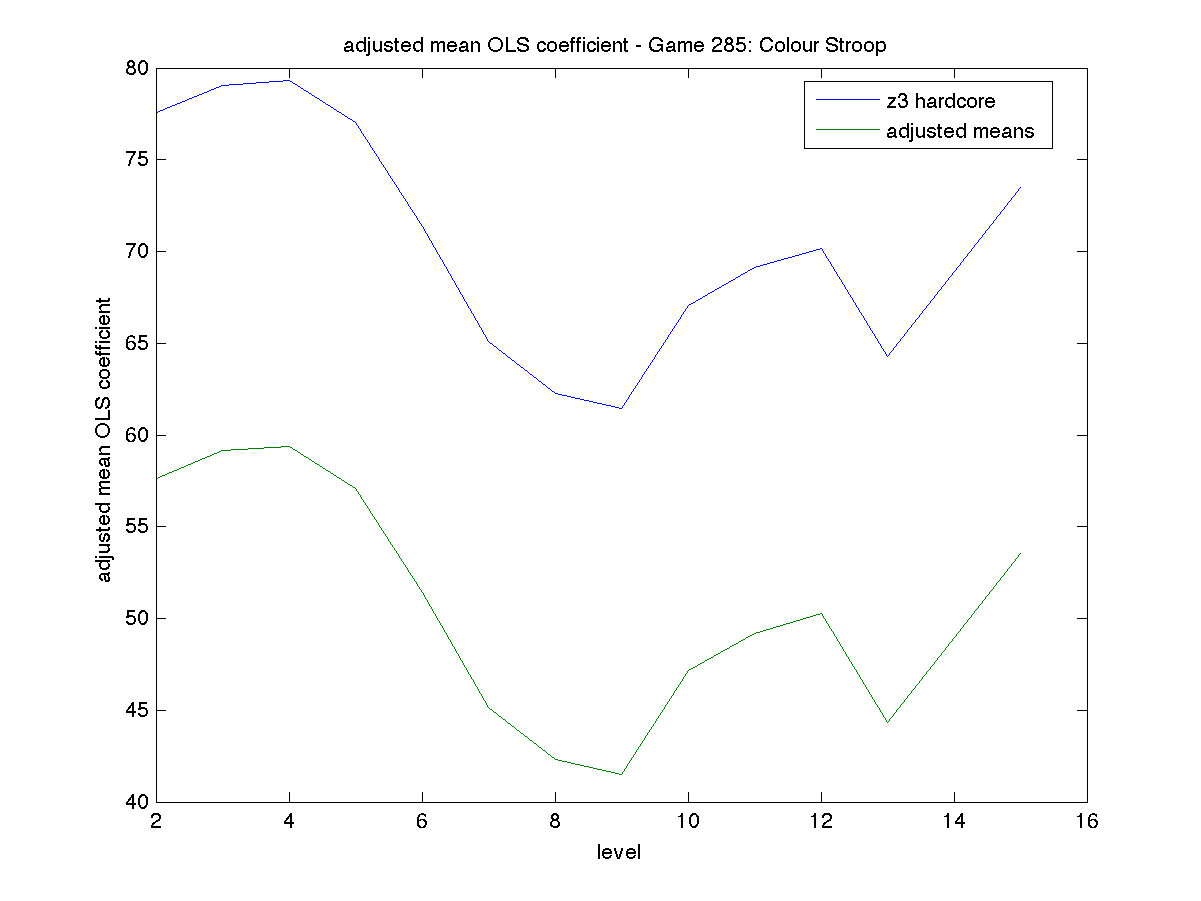 adjusted mean OLS coefficient - Game 285: Colour Stroop
z3 hardcore
adjusted means
adjusted mean OLS coefficient
80
75
70
65
60
55
50
45
40
2 4 6 8 10 12 14 16
level